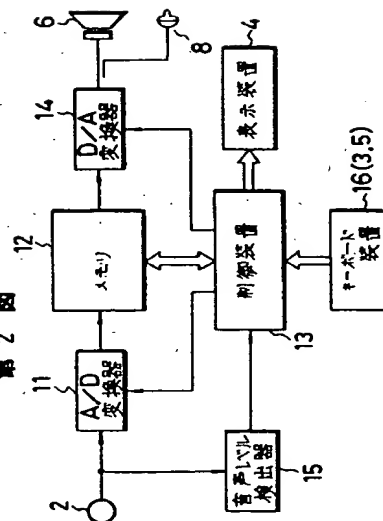 第 2 図
2
11
A/D
変換器
12
メモリ
14
D/A
変換器
6
8
音声レベル
検出器
15
制御装置
13
表示装置
4
キーボード
装置
16(3,5)